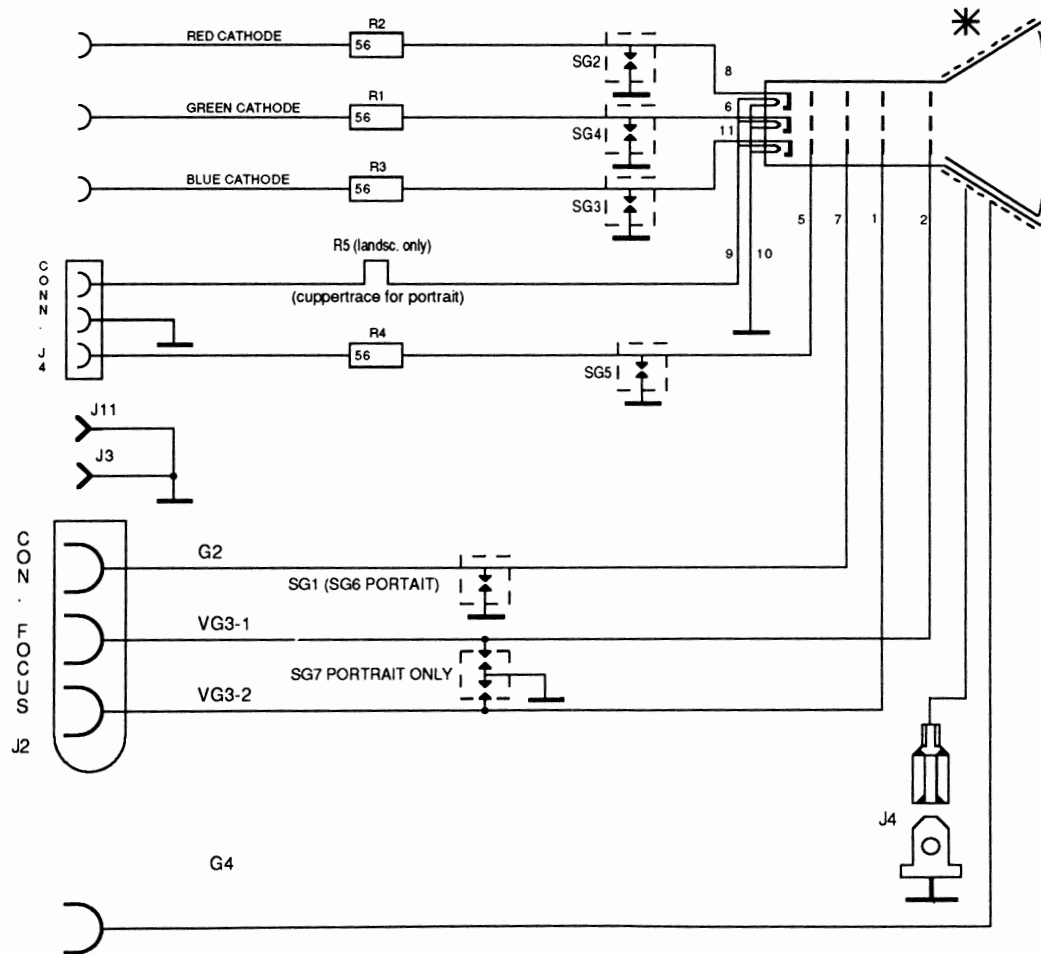 RED CATHODE
R2
56
SG2
8
GREEN CATHODE
R1
56
SG4
6
11
BLUE CATHODE
R3
56
SG3
5
7
1
2
CONN. J4
R5 (landsc. only)
(cuppertrace for portrait)
9
10
R4
56
SG5
J11
J3
CON. FOCUS
J2
G2
SG1 (SG6 PORTAIT)
VG3-1
SG7 PORTRAIT ONLY
VG3-2
J4
G4